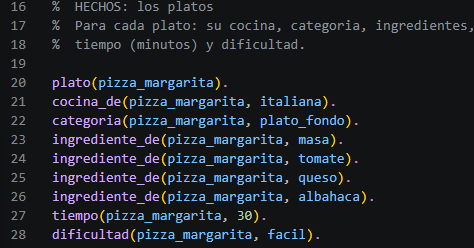 16 % HECHOS: los platos
17 % Para cada plato: su cocina, categoria, ingredientes,
18 % tiempo (minutos) y dificultad.
19
20 plato(pizza_margarita).
21 cocina_de(pizza_margarita, italiana).
22 categoria(pizza_margarita, plato_fondo).
23 ingrediente_de(pizza_margarita, masa).
24 ingrediente_de(pizza_margarita, tomate).
25 ingrediente_de(pizza_margarita, queso).
26 ingrediente_de(pizza_margarita, albahaca).
27 tiempo(pizza_margarita, 30).
28 dificultad(pizza_margarita, facil).